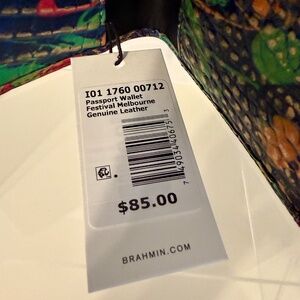 I01 1760 00712
Passport Wallet
Festival Melbourne
Genuine Leather
$85.00
BRAHMIN.COM